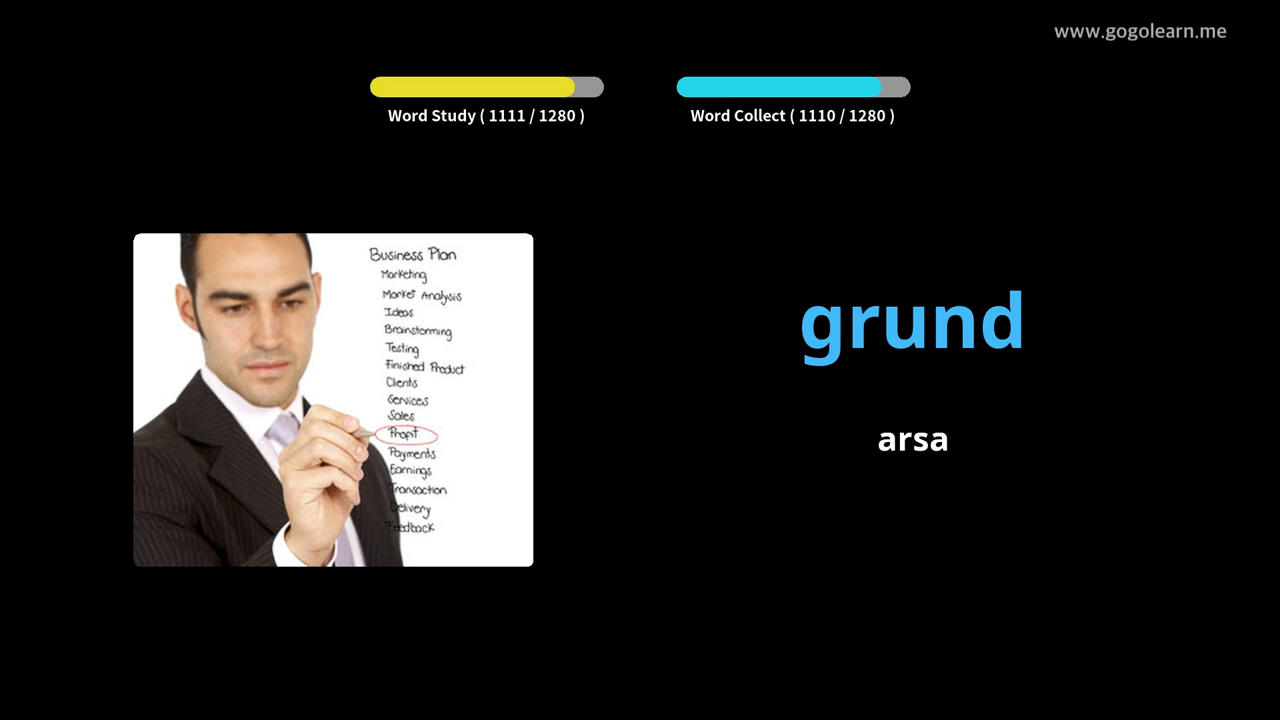 www.gogolearn.me
Word Study ( 1111 / 1280 )
Word Collect ( 1110 / 1280 )
Business Plan
Marketing
Market Analysis
Ideas
Brainstorming
Testing
Finished Product
Clients
Services
Sales
Profit
Payments
Earnings
Transaction
Delivery
Feedback
grund
arsa